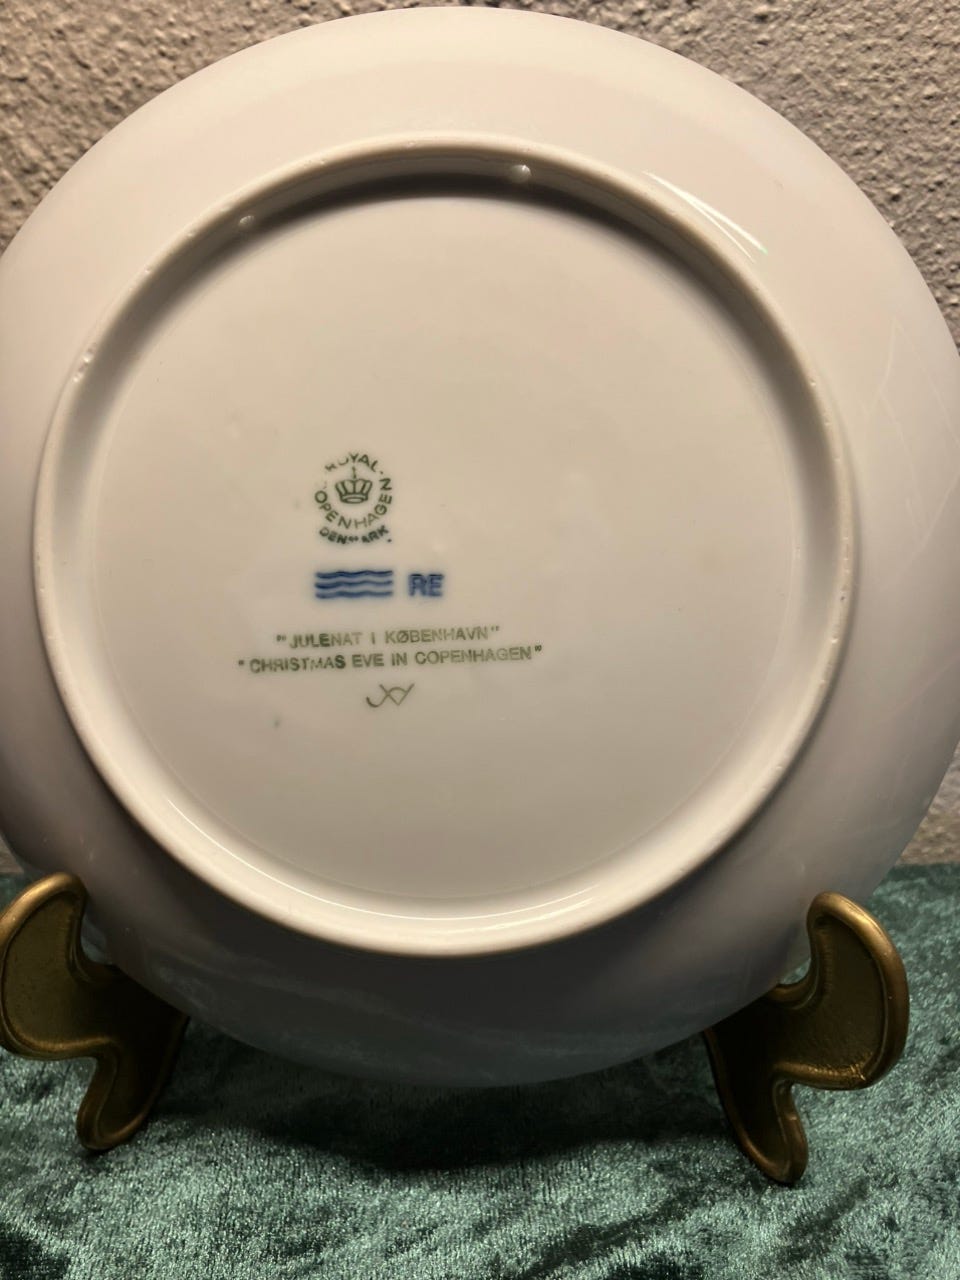 ROYAL
COPENHAGEN
DENMARK
RE
"JULENAT I KØBENHAVN"
"CHRISTMAS EVE IN COPENHAGEN"